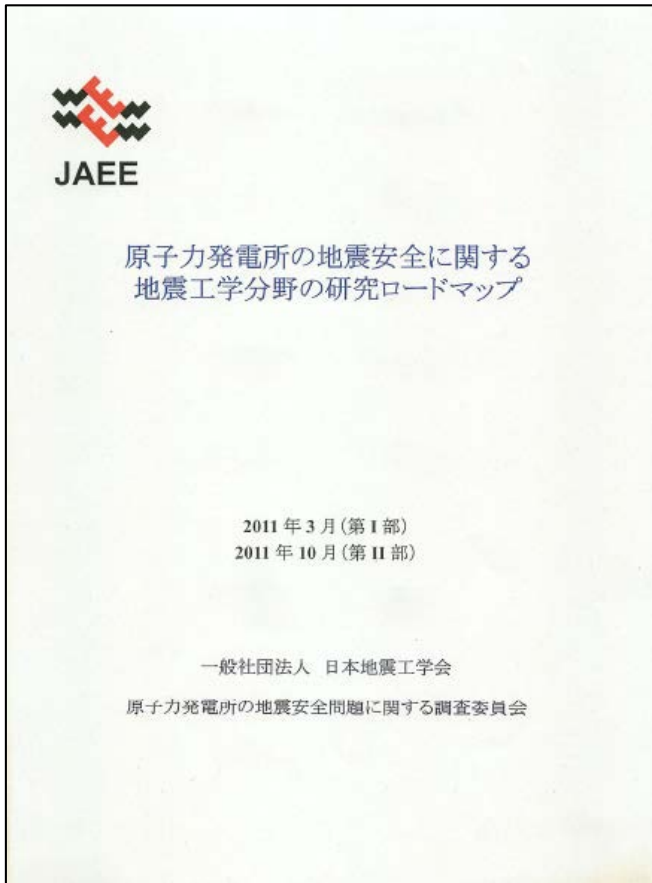 JAEE
原子力発電所の地震安全に関する
地震工学分野の研究ロードマップ
2011年3月(第I部)
2011年10月(第II部)
一般社団法人 日本地震工学会
原子力発電所の地震安全問題に関する調査委員会